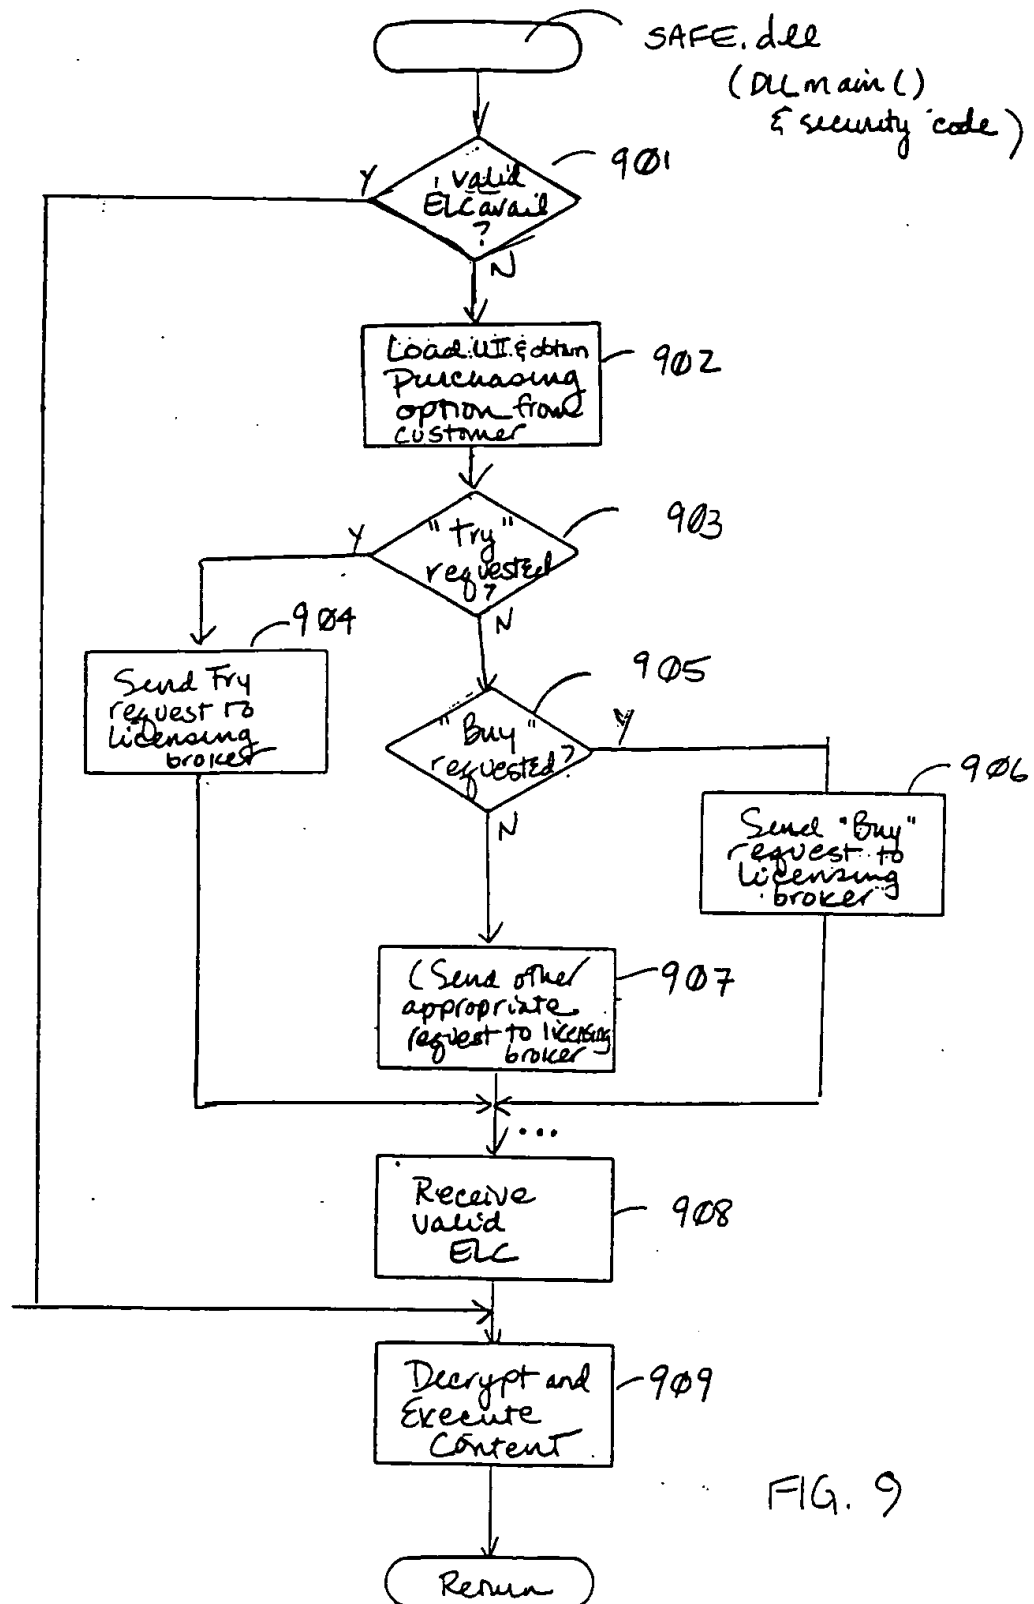 SAFE.dll
(DLLmain()
& security code)
901
Y
valid
ELC avail
?
N
Load UI & obtain
purchasing
option from
customer
902
"Try"
requested
?
903
Y
N
904
Send Try
request to
licensing
broker
905
"Buy"
requested?
Y
N
906
Send "Buy"
request to
licensing
broker
(Send other
appropriate
request to licensing
broker
907
...
Receive
valid
ELC
908
Decrypt and
Execute
Content
909
FIG. 9
Return